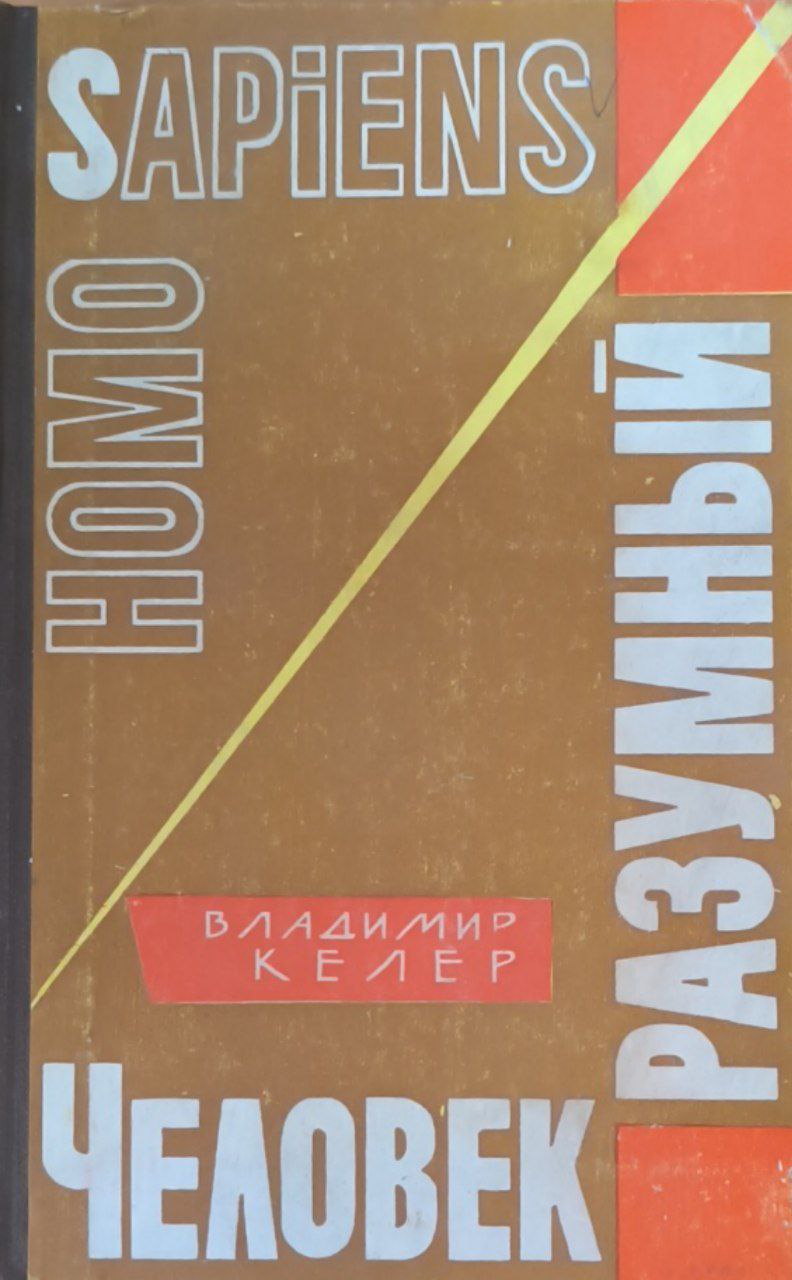 HOMO
SAPiENS
ВЛАДИМИР
КЕЛЕР
ЧЕЛОВЕК
РАЗУМНЫЙ